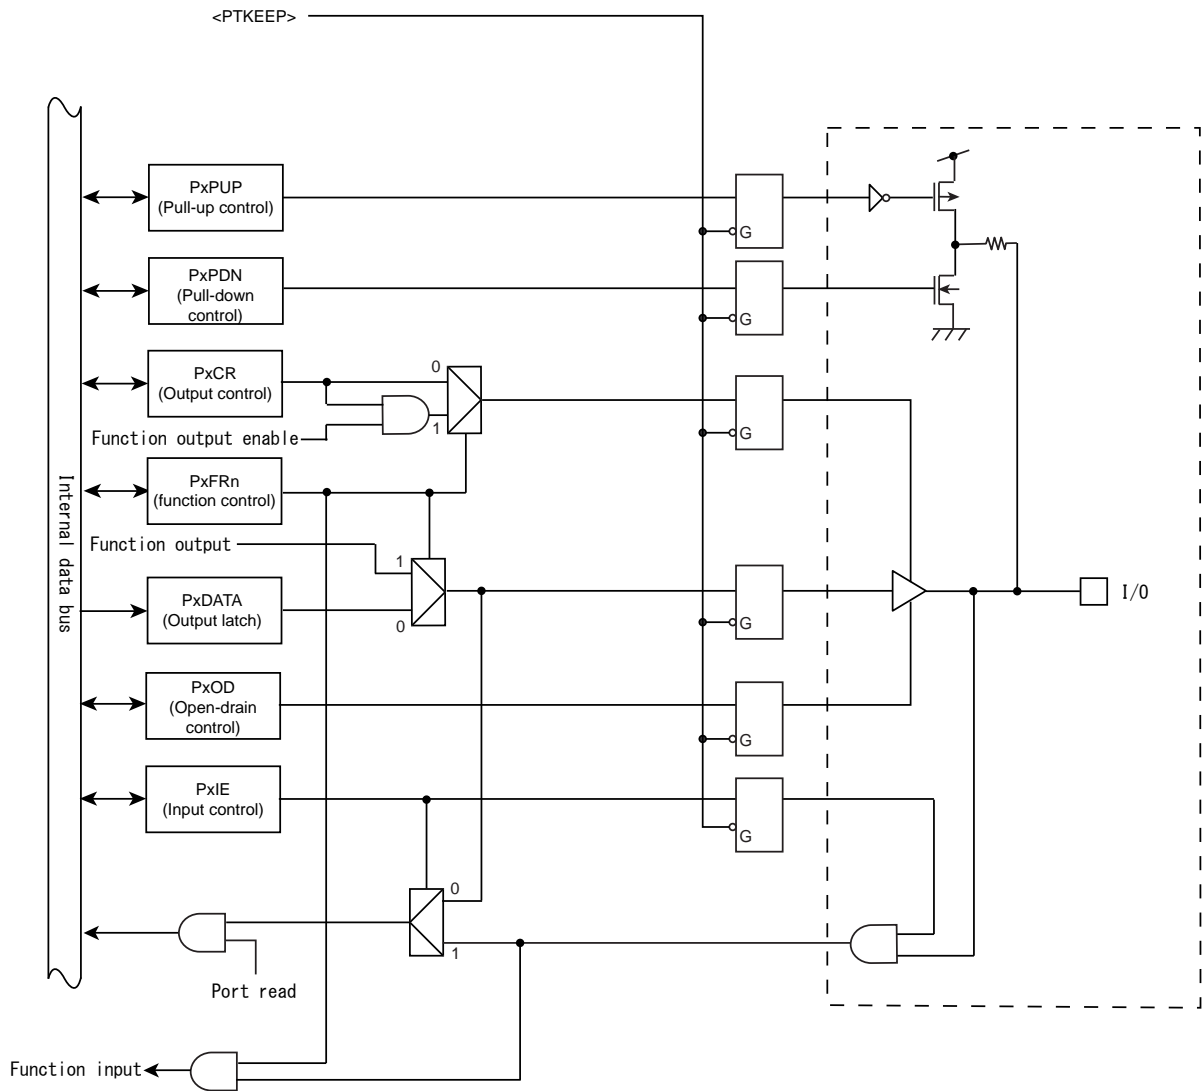 <PTKEEP>
PxPUP
(Pull-up control)
G
PxPDN
(Pull-down
control)
G
PxCR
(Output control)
0
1
G
Function output enable
Internal data bus
PxFRn
(function control)
Function output
1
0
PxDATA
(Output latch)
G
I/O
PxOD
(Open-drain
control)
G
PxIE
(Input control)
G
0
1
Port read
Function input